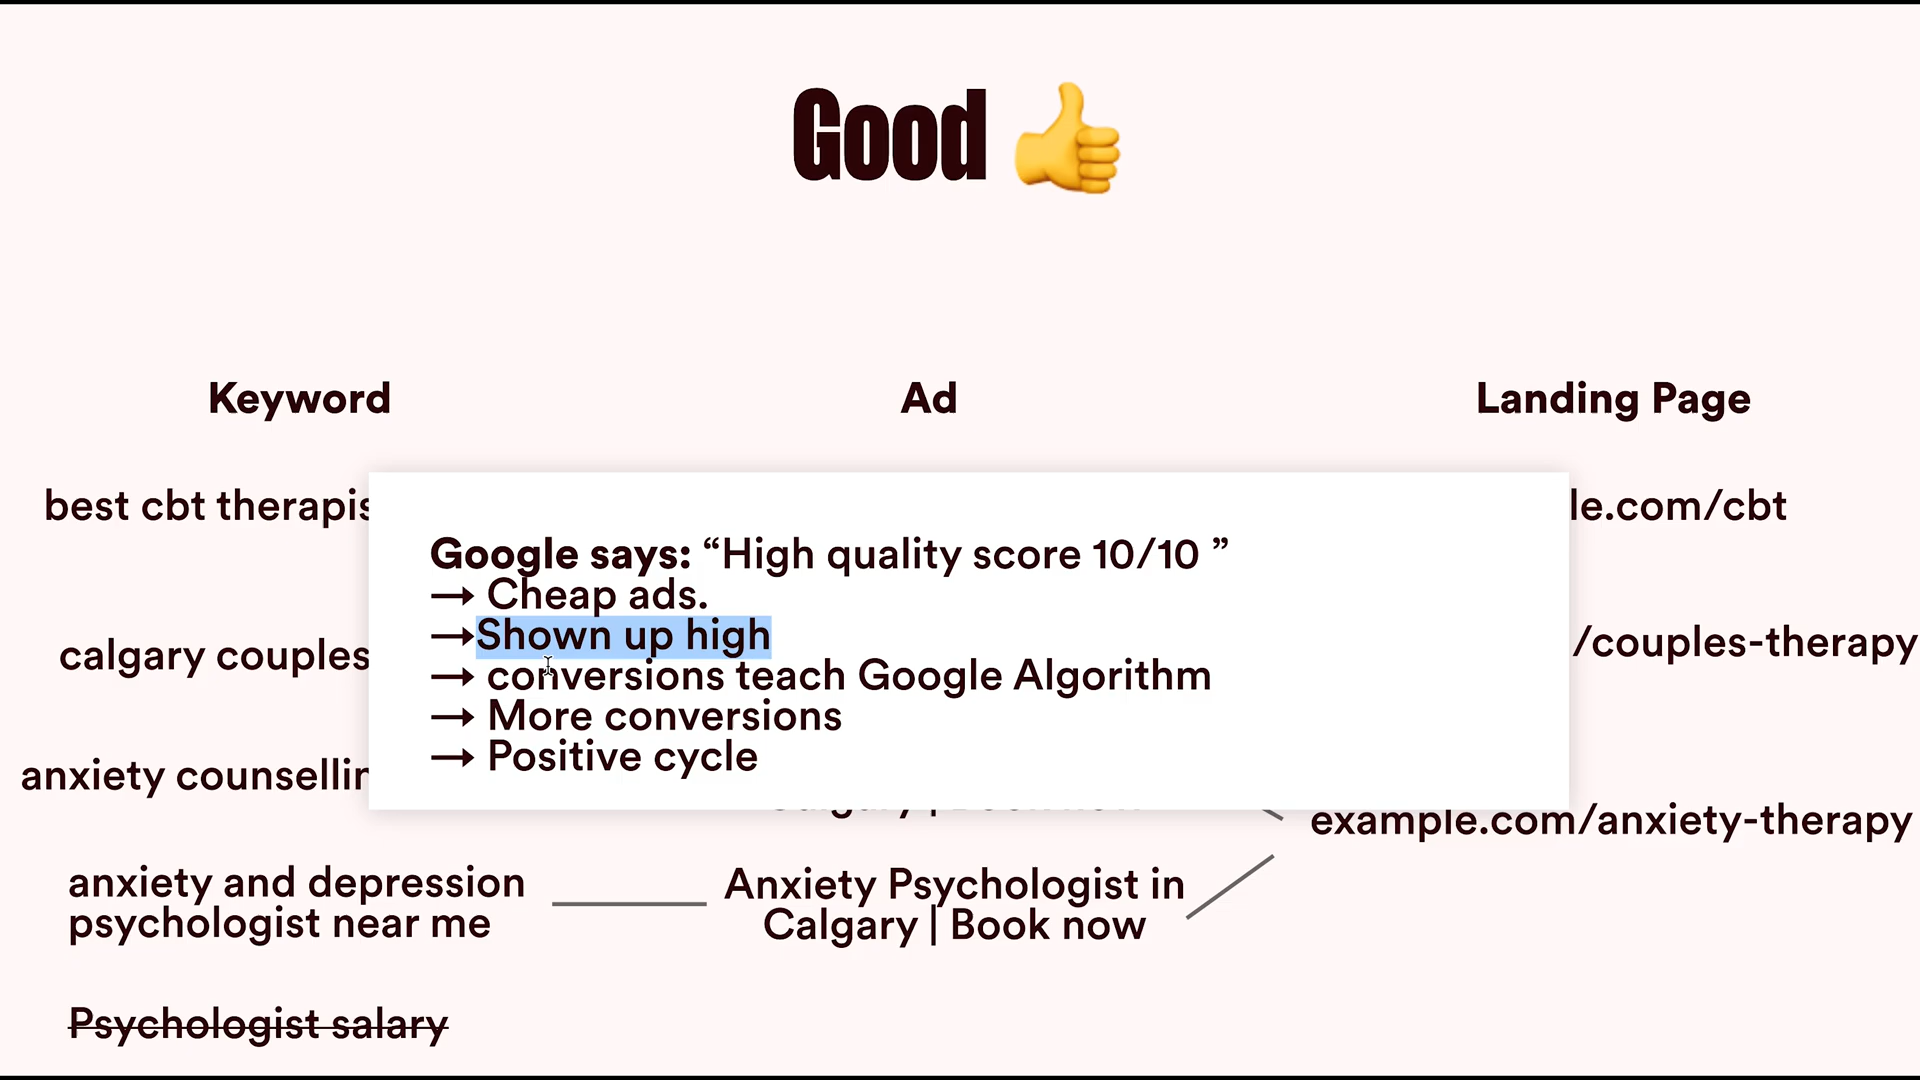 Good
Keyword
Ad
Landing Page
best cbt
le.com/cbt
Google says: “High quality score 10/10 ”
→ Cheap ads.
→Shown up high
→ conversions teach Google Algorithm
→ More conversions
→ Positive cycle
calgary couples
/couples-therapy
anxiety
example.com/anxiety-therapy
anxiety and depression
psychologist near me
Anxiety Psychologist in
Calgary | Book now
Psychologist salary